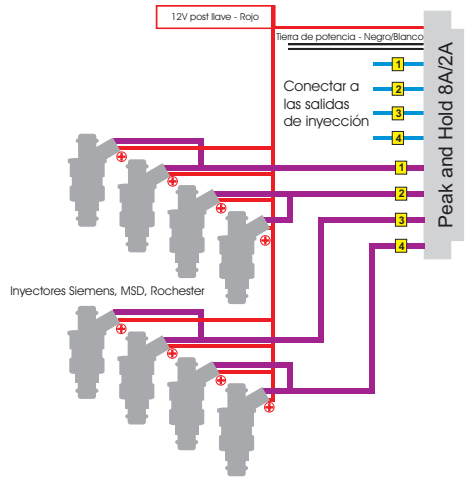 12V post llave - Rojo
Tierra de potencia - Negro/Blanco
Peak and Hold 8A/2A
1
2
3
4
Conectar a
las salidas
de inyección
1
2
3
4
Inyectores Siemens, MSD, Rochester